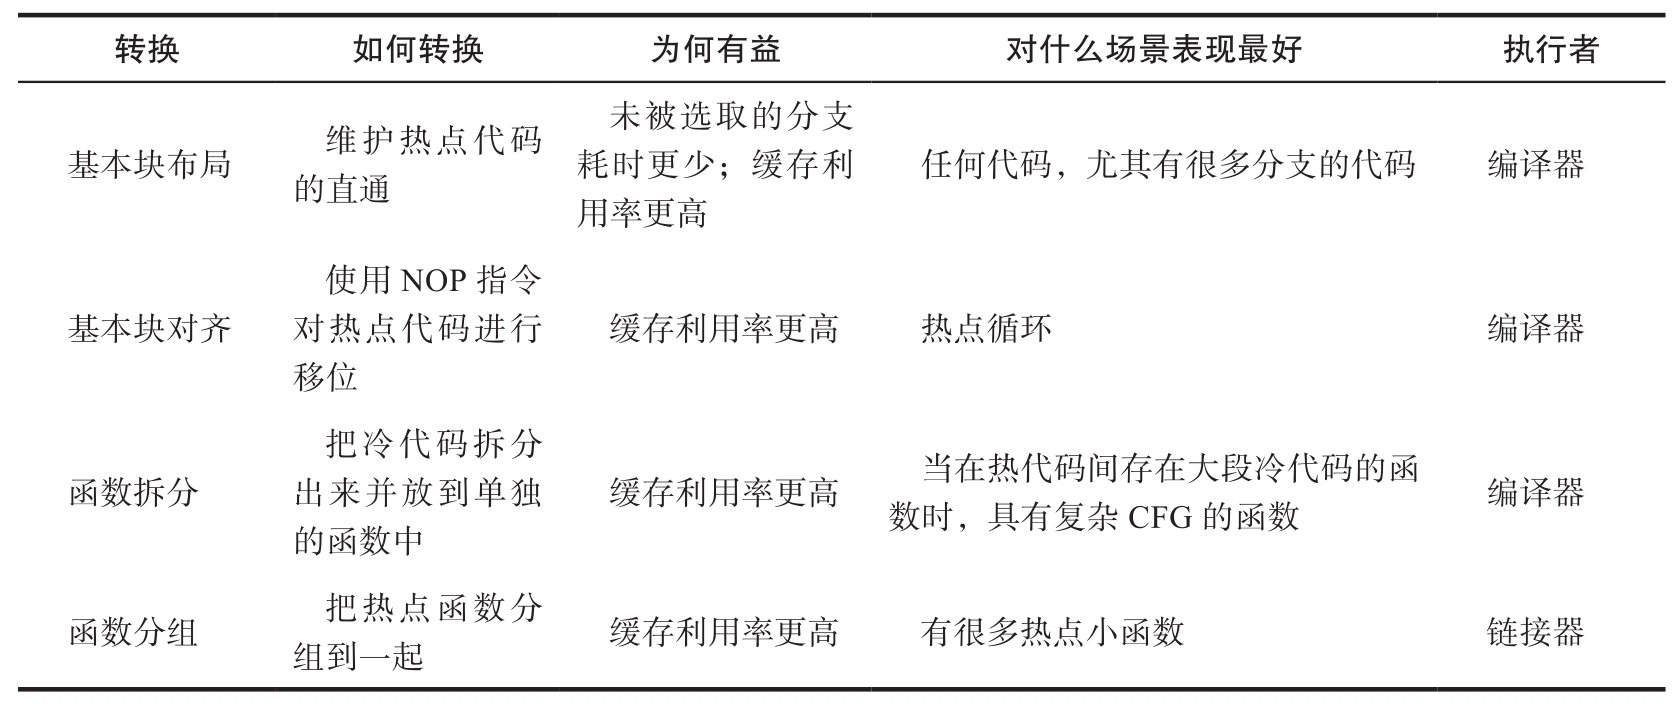 转换 如何转换 为何有益 对什么场景表现最好 执行者
基本块布局
维护热点代码
的直通
未被选取的分支
耗时更少；缓存利
用率更高
任何代码，尤其有很多分支的代码
编译器
基本块对齐
使用 NOP 指令
对热点代码进行
移位
缓存利用率更高
热点循环
编译器
函数拆分
把冷代码拆分
出来并放到单独
的函数中
缓存利用率更高
当在热代码间存在大段冷代码的函
数时，具有复杂 CFG 的函数
编译器
函数分组
把热点函数分
组到一起
缓存利用率更高
有很多热点小函数
链接器